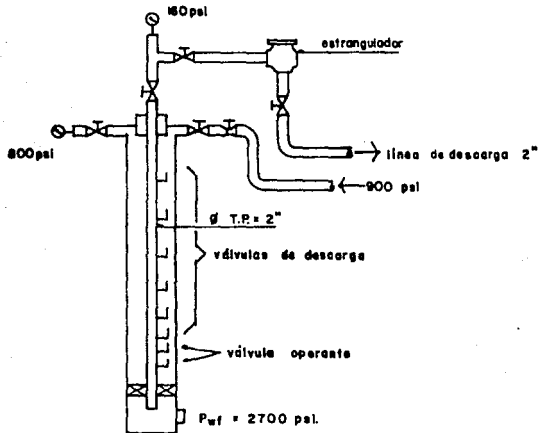 160 psi
estrangulador
800 psi
línea de descarga 2"
900 psi
Ø T.P. = 2"
válvulas de descarga
válvula operante
Pwf = 2700 psi.